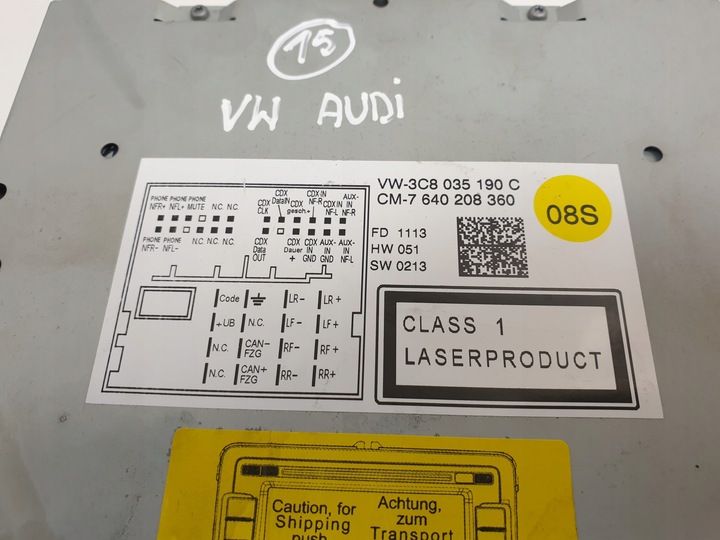 15
VW AUDi
VW-3C8 035 190 C
CM-7 640 208 360
08S
FD 1113
HW 051
SW 0213
PHONE PHONE PHONE
NFR+ NFL+ MUTE N.C. N.C.
CDX CLK
CDX DataIN
CDX gesch.+
CDX IN NF-R
AUX-IN NF-L
AUX-IN NF-R
PHONE PHONE
NFR- NFL- N.C. N.C. N.C.
CDX Data OUT
CDX Dauer +
CDX IN GND
AUX IN GND
AUX-IN NF-L
Code LR- LR+
+UB N.C. LF- LF+
N.C. CAN- FZG RF- RF+
N.C. CAN+ FZG RR- RR+
CLASS 1
LASERPRODUCT
Caution, for
Shipping
push
Achtung,
zum
Transport